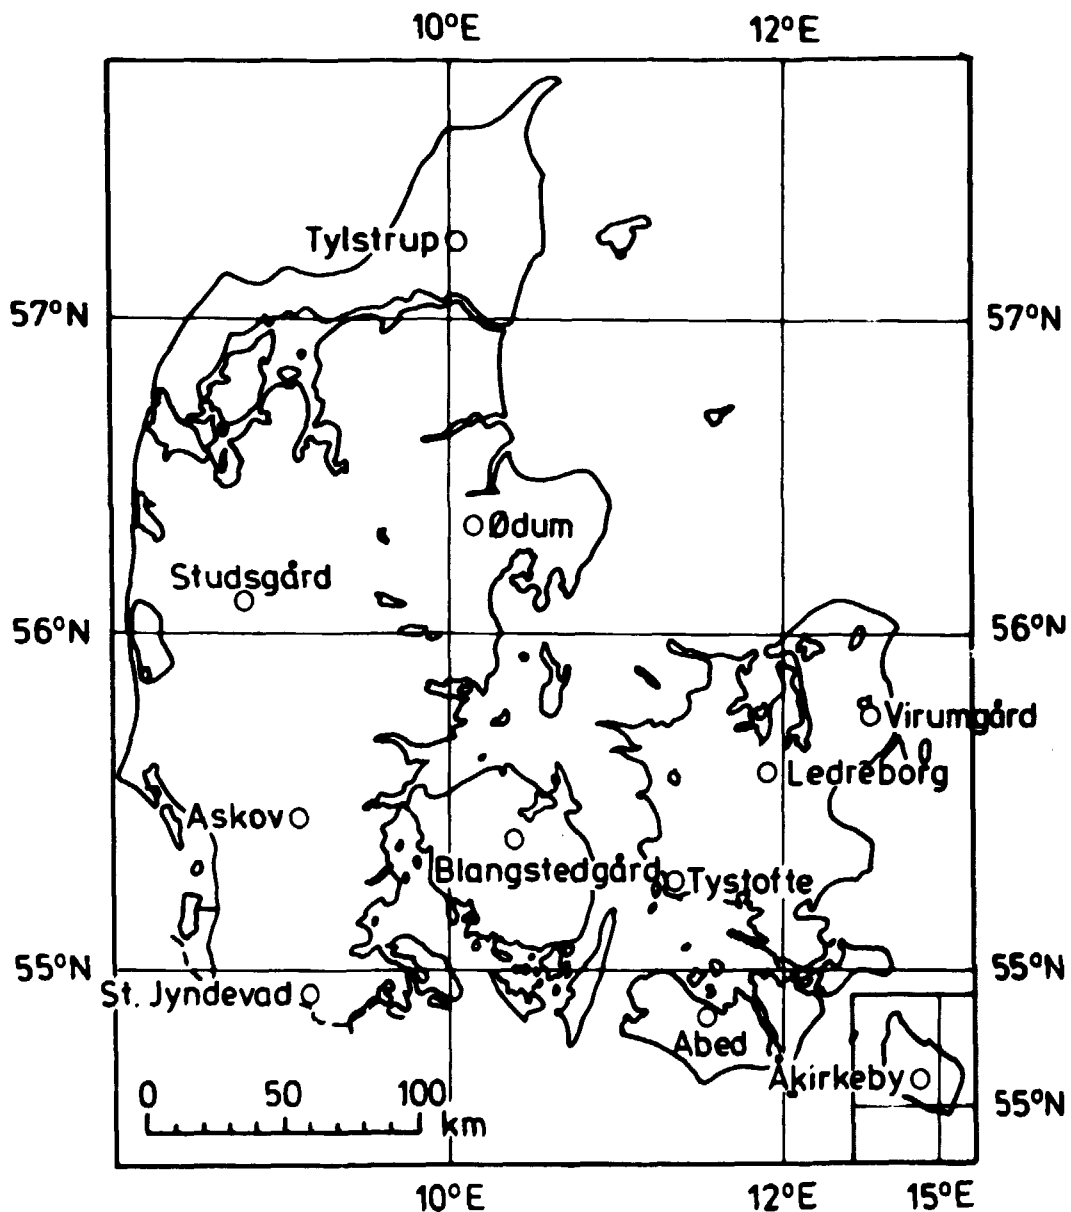 10°E 12°E
Tylstrup
57°N 57°N
Ødum
Studsgård
56°N 56°N
Virumgård
Ledreborg
Askov
Blangstedgård
Tystofte
55°N 55°N
St. Jyndevad
Abed
Åkirkeby
0 50 100
km
55°N
10°E 12°E 15°E